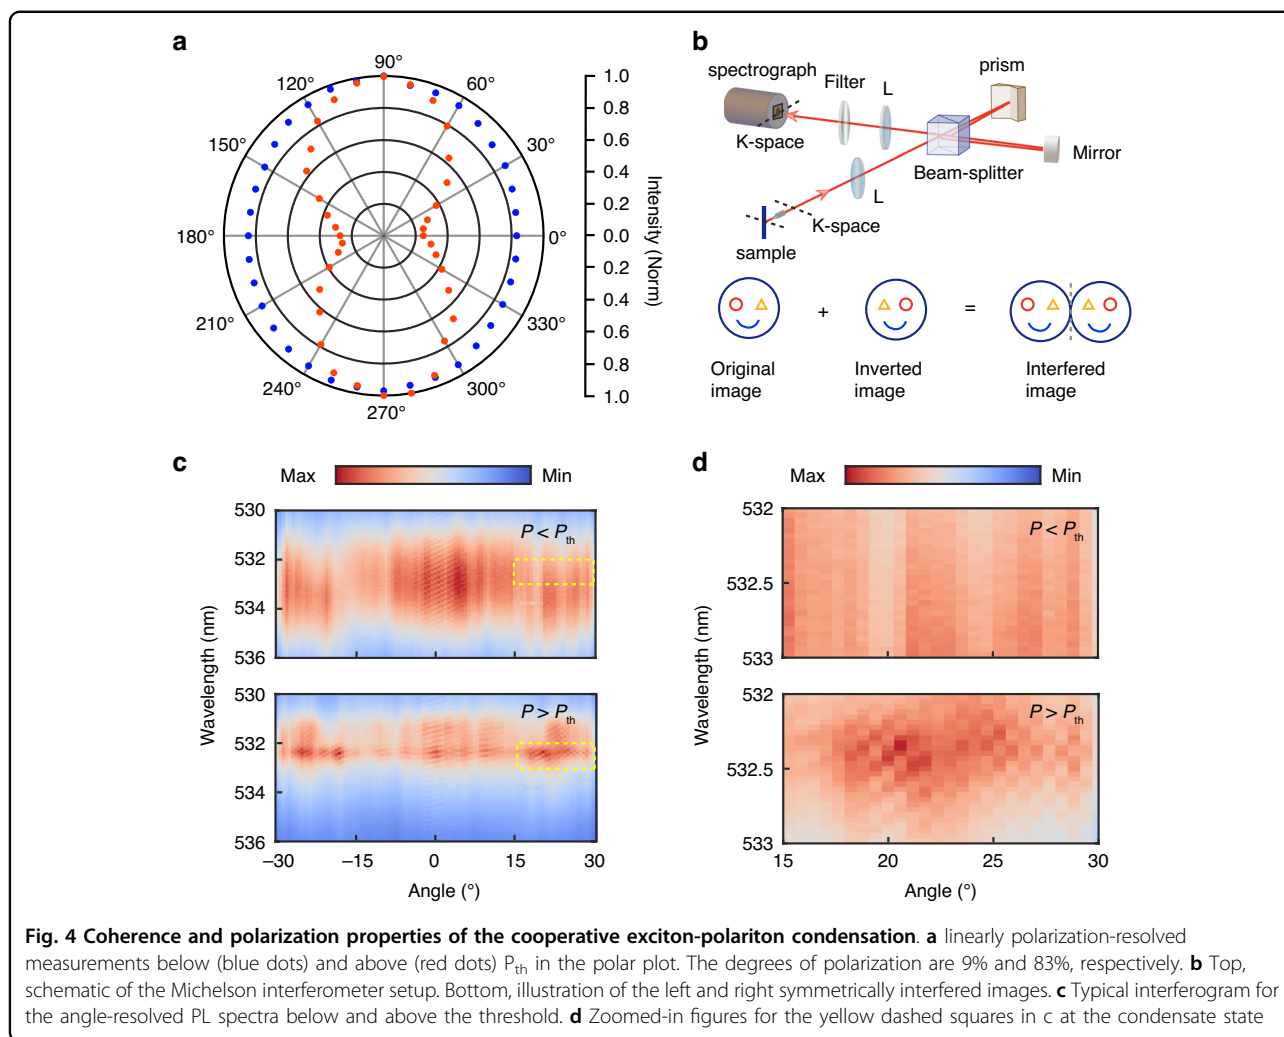 a
90°
120°
60°
150°
30°
180°
0°
210°
330°
240°
300°
270°
1.0
0.8
0.6
0.4
0.2
0.0
0.2
0.4
0.6
0.8
1.0
Intensity (Norm)
b
spectrograph
Filter
L
prism
K-space
Mirror
Beam-splitter
L
K-space
sample
+
=
Original
image
Inverted
image
Interfered
image
c
Max
Min
530
532
534
536
P < Pth
530
532
534
536
P > Pth
Wavelength (nm)
–30
–15
0
15
30
Angle (°)
d
Max
Min
532
532.5
533
P < Pth
532
532.5
533
P > Pth
Wavelength (nm)
15
20
25
30
Angle (°)
Fig. 4 Coherence and polarization properties of the cooperative exciton-polariton condensation. a linearly polarization-resolved
measurements below (blue dots) and above (red dots) Pth in the polar plot. The degrees of polarization are 9% and 83%, respectively. b Top,
schematic of the Michelson interferometer setup. Bottom, illustration of the left and right symmetrically interfered images. c Typical interferogram for
the angle-resolved PL spectra below and above the threshold. d Zoomed-in figures for the yellow dashed squares in c at the condensate state